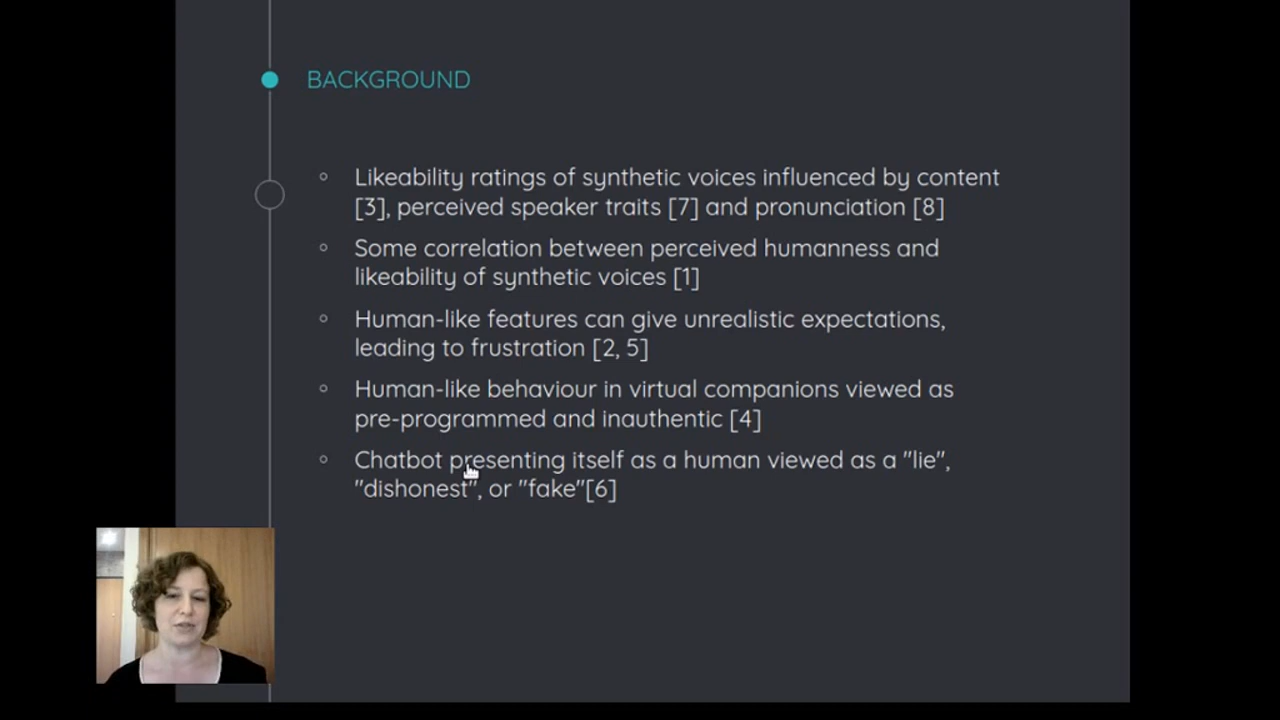 BACKGROUND
Likeability ratings of synthetic voices influenced by content
[3], perceived speaker traits [7] and pronunciation [8]
Some correlation between perceived humanness and
likeability of synthetic voices [1]
Human-like features can give unrealistic expectations,
leading to frustration [2, 5]
Human-like behaviour in virtual companions viewed as
pre-programmed and inauthentic [4]
Chatbot presenting itself as a human viewed as a "lie",
"dishonest", or "fake"[6]